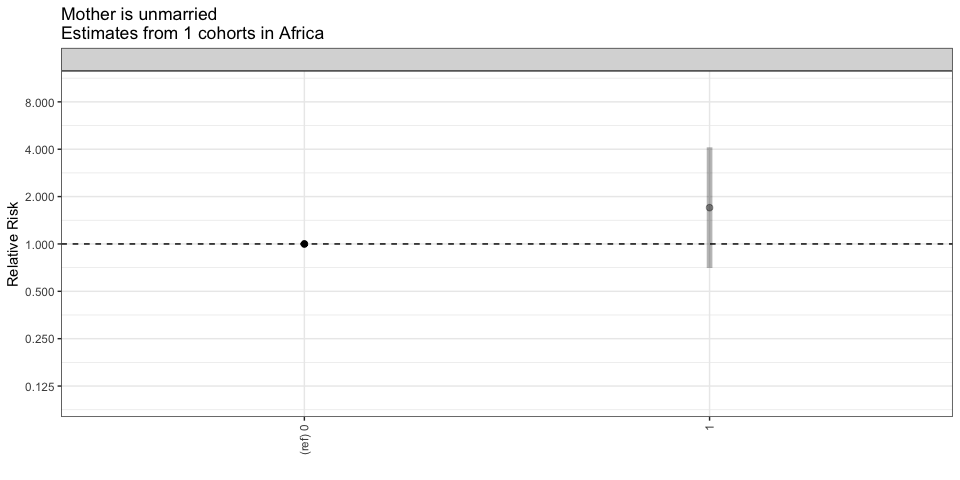 Mother is unmarried
Estimates from 1 cohorts in Africa
Relative Risk
8.000
4.000
2.000
1.000
0.500
0.250
0.125
(ref) 0
1